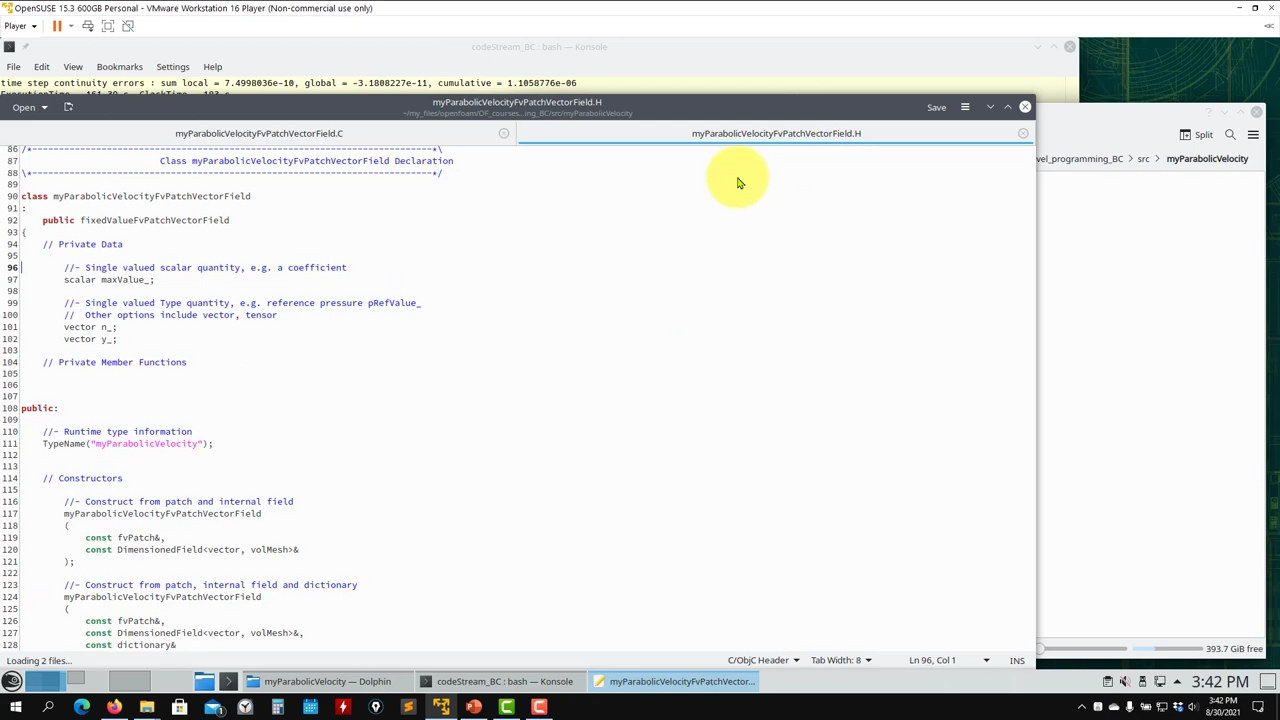 OpenSUSE 15.3 600GB Personal - VMware Workstation 16 Player (Non-commercial use only)
Player
codeStream_BC : bash — Konsole
File Edit View Bookmarks Settings Help
time step continuity errors : sum local = 7.4998036e-10, global = -3.1808227e-11, cumulative = 1.1058776e-06
Open
myParabolicVelocityFvPatchVectorField.H
~/my_files/openfoam/OF_courses...ing_BC/src/myParabolicVelocity
Save
myParabolicVelocityFvPatchVectorField.C
myParabolicVelocityFvPatchVectorField.H
Split
vel_programming_BC > src > myParabolicVelocity
86 /*---------------------------------------------------------------------------*\
87 Class myParabolicVelocityFvPatchVectorField Declaration
88 \*---------------------------------------------------------------------------*/
89
90 class myParabolicVelocityFvPatchVectorField
91 :
92 public fixedValueFvPatchVectorField
93 {
94 // Private Data
95
96 //- Single valued scalar quantity, e.g. a coefficient
97 scalar maxValue_;
98
99 //- Single valued Type quantity, e.g. reference pressure pRefValue_
100 // Other options include vector, tensor
101 vector n_;
102 vector y_;
103
104 // Private Member Functions
105
106
107
108 public:
109
110 //- Runtime type information
111 TypeName("myParabolicVelocity");
112
113
114 // Constructors
115
116 //- Construct from patch and internal field
117 myParabolicVelocityFvPatchVectorField
118 (
119 const fvPatch&,
120 const DimensionedField<vector, volMesh>&
121 );
122
123 //- Construct from patch, internal field and dictionary
124 myParabolicVelocityFvPatchVectorField
125 (
126 const fvPatch&,
127 const DimensionedField<vector, volMesh>&,
128 const dictionary&
Loading 2 files...
C/ObjC Header
Tab Width: 8
Ln 96, Col 1
INS
393.7 GiB free
myParabolicVelocity — Dolphin
codeStream_BC : bash — Konsole
myParabolicVelocityFvPatchVector...
3:42 PM
3:42 PM
8/30/2021